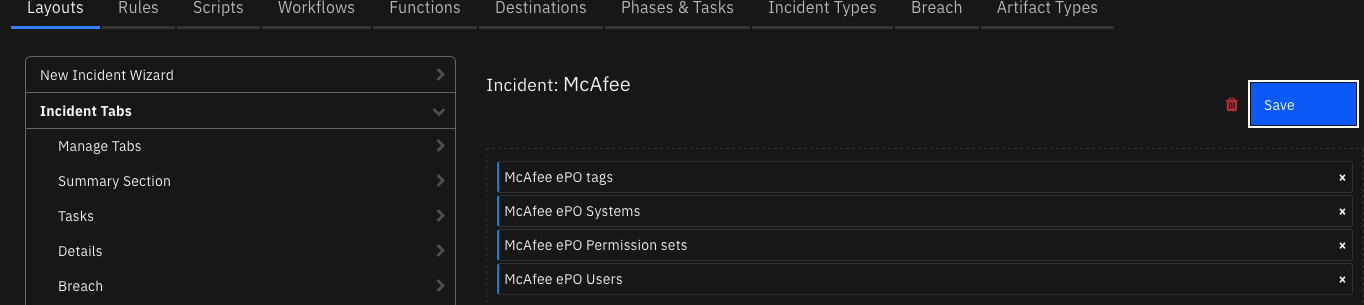 Layouts Rules Scripts Workflows Functions Destinations Phases & Tasks Incident Types Breach Artifact Types
New Incident Wizard
Incident Tabs
Manage Tabs
Summary Section
Tasks
Details
Breach
Incident: McAfee
Save
McAfee ePO tags ×
McAfee ePO Systems ×
McAfee ePO Permission sets ×
McAfee ePO Users ×